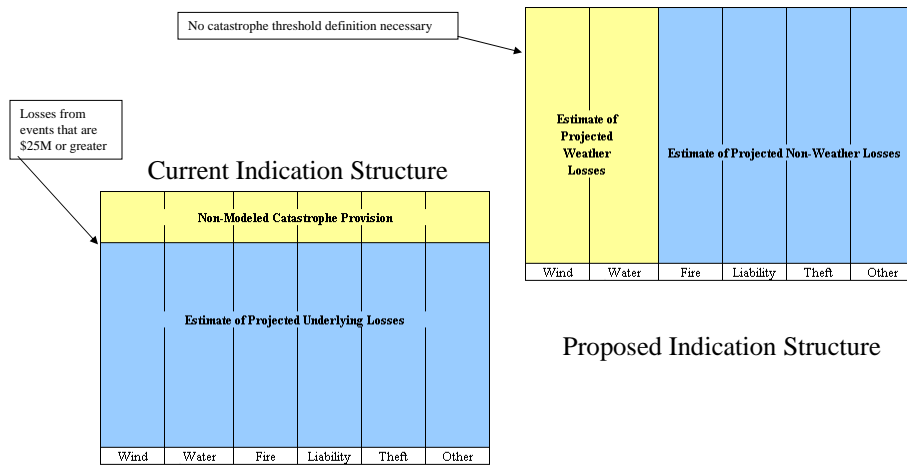 No catastrophe threshold definition necessary
Estimate of
Projected
Weather
Losses
Estimate of Projected Non-Weather Losses
Wind Water Fire Liability Theft Other
Proposed Indication Structure
Losses from
events that are
$25M or greater
Current Indication Structure
Non-Modeled Catastrophe Provision
Estimate of Projected Underlying Losses
Wind Water Fire Liability Theft Other